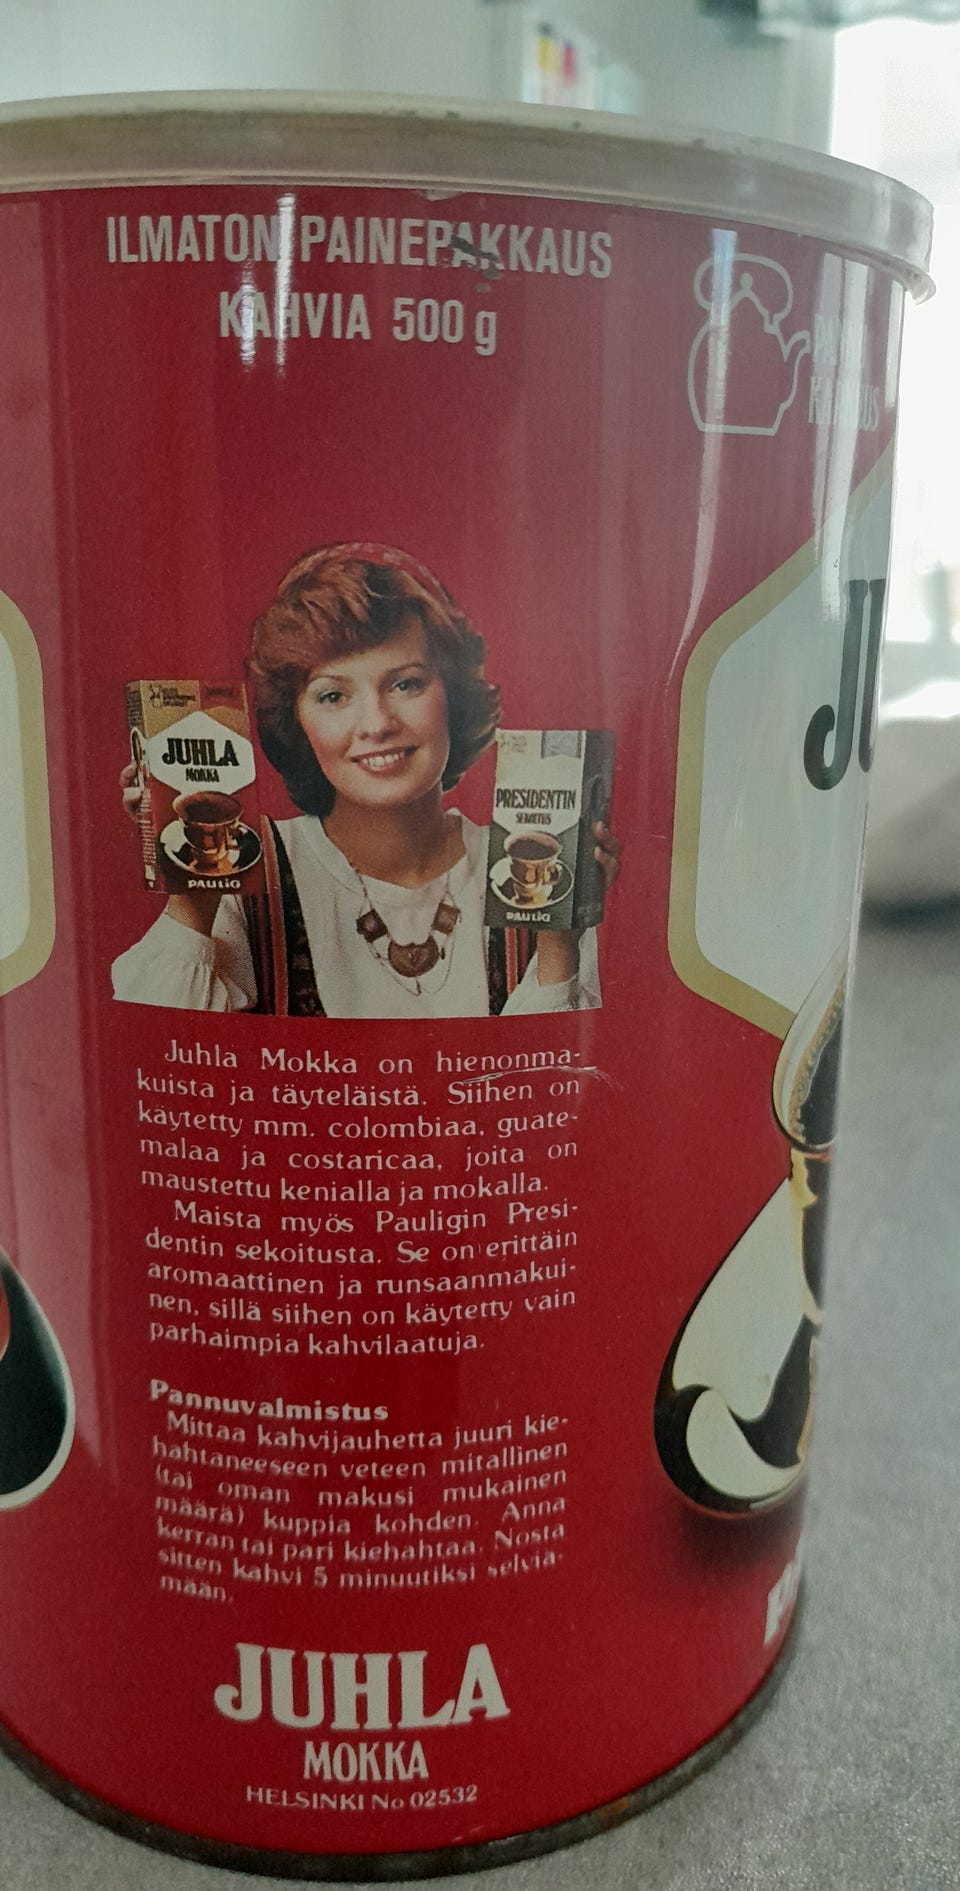 ILMATON PAINEPAKKAUS
KAHVIA 500 g
JUHLA
MOKKA
PAULIG
PRESIDENTIN
SEKOITUS
PAULIG
JU
Juhla Mokka on hienonma-
kuista ja täyteläistä. Siihen on
käytetty mm. colombiaa, guate-
malaa ja costaricaa, joita on
maustettu kenialla ja mokalla.
Maista myös Pauligin Presi-
dentin sekoitusta. Se on erittäin
aromaattinen ja runsaanmakui-
nen, sillä siihen on käytetty vain
parhaimpia kahvilaatuja.
Pannuvalmistus
Mittaa kahvijauhetta juuri kie-
hahtaneeseen veteen mitallinen
(tai oman makusi mukainen
määrä) kuppia kohden. Anna
kerran tai pari kiehahtaa. Nosta
sitten kahvi 5 minuutiksi selviä-
mään.
JUHLA
MOKKA
HELSINKI No 02532